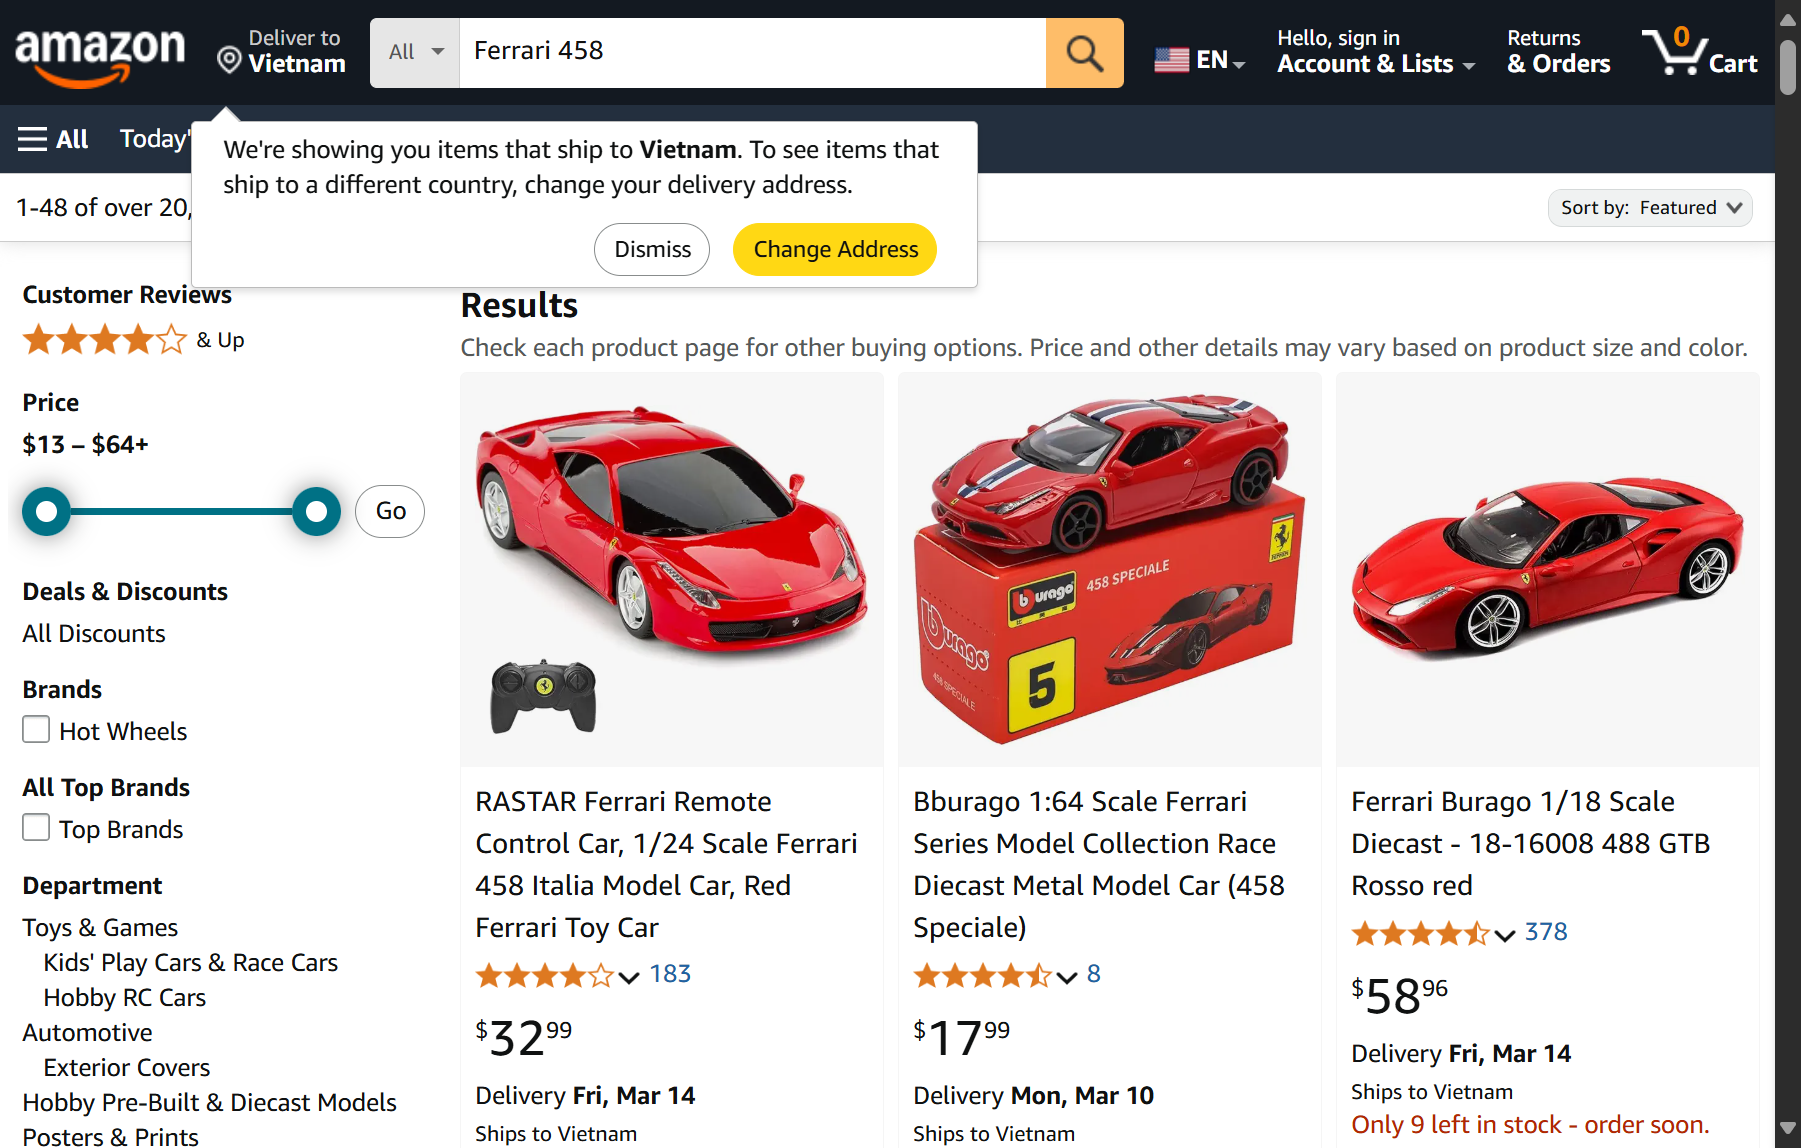 amazon
Deliver to
Vietnam
All
Ferrari 458
EN
Hello, sign in
Account & Lists
Returns
& Orders
0
Cart
All
Today'
We're showing you items that ship to Vietnam. To see items that
ship to a different country, change your delivery address.
Dismiss
Change Address
1-48 of over 20,
Sort by: Featured
Customer Reviews
& Up
Price
$13 – $64+
Go
Deals & Discounts
All Discounts
Brands
Hot Wheels
All Top Brands
Top Brands
Department
Toys & Games
Kids' Play Cars & Race Cars
Hobby RC Cars
Automotive
Exterior Covers
Hobby Pre-Built & Diecast Models
Posters & Prints
Results
Check each product page for other buying options. Price and other details may vary based on product size and color.
RASTAR Ferrari Remote
Control Car, 1/24 Scale Ferrari
458 Italia Model Car, Red
Ferrari Toy Car
183
$32 99
Delivery Fri, Mar 14
Ships to Vietnam
bburago
458 SPECIALE
Bburago
458 SPECIALE
5
Bburago 1:64 Scale Ferrari
Series Model Collection Race
Diecast Metal Model Car (458
Speciale)
8
$17 99
Delivery Mon, Mar 10
Ships to Vietnam
Ferrari Burago 1/18 Scale
Diecast - 18-16008 488 GTB
Rosso red
378
$58 96
Delivery Fri, Mar 14
Ships to Vietnam
Only 9 left in stock - order soon.